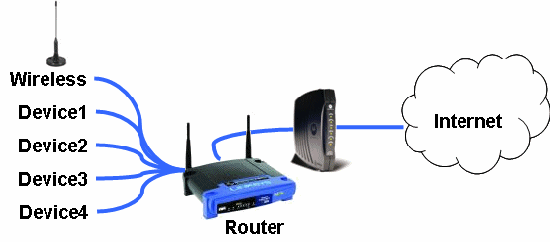 Wireless
Device1
Device2
Device3
Device4
Router
Internet